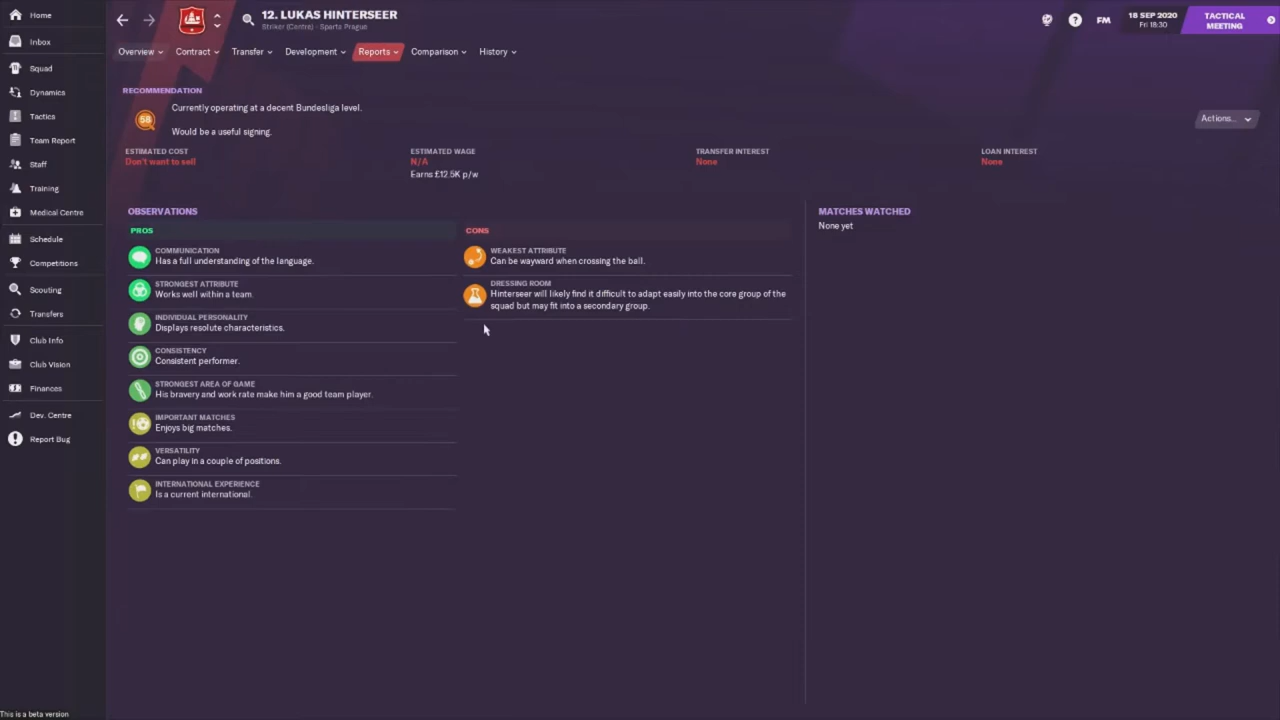 Home
Inbox
Squad
Dynamics
Tactics
Team Report
Staff
Training
Medical Centre
Schedule
Competitions
Scouting
Transfers
Club Info
Club Vision
Finances
Dev. Centre
Report Bug
This is a beta version
12. LUKAS HINTERSEER
Striker (Centre) - Sparta Prague
FM
18 SEP 2020
Fri 19:30
TACTICAL
MEETING
Overview
Contract
Transfer
Development
Reports
Comparison
History
RECOMMENDATION
58
Currently operating at a decent Bundesliga level.
Would be a useful signing.
Actions...
ESTIMATED COST
Don't want to sell
ESTIMATED WAGE
N/A
Earns £12.5K p/w
TRANSFER INTEREST
None
LOAN INTEREST
None
OBSERVATIONS
PROS
COMMUNICATION
Has a full understanding of the language.
STRONGEST ATTRIBUTE
Works well within a team.
INDIVIDUAL PERSONALITY
Displays resolute characteristics.
CONSISTENCY
Consistent performer.
STRONGEST AREA OF GAME
His bravery and work rate make him a good team player.
IMPORTANT MATCHES
Enjoys big matches.
VERSATILITY
Can play in a couple of positions.
INTERNATIONAL EXPERIENCE
Is a current international.
CONS
WEAKEST ATTRIBUTE
Can be wayward when crossing the ball.
DRESSING ROOM
Hinterseer will likely find it difficult to adapt easily into the core group of the
squad but may fit into a secondary group.
MATCHES WATCHED
None yet